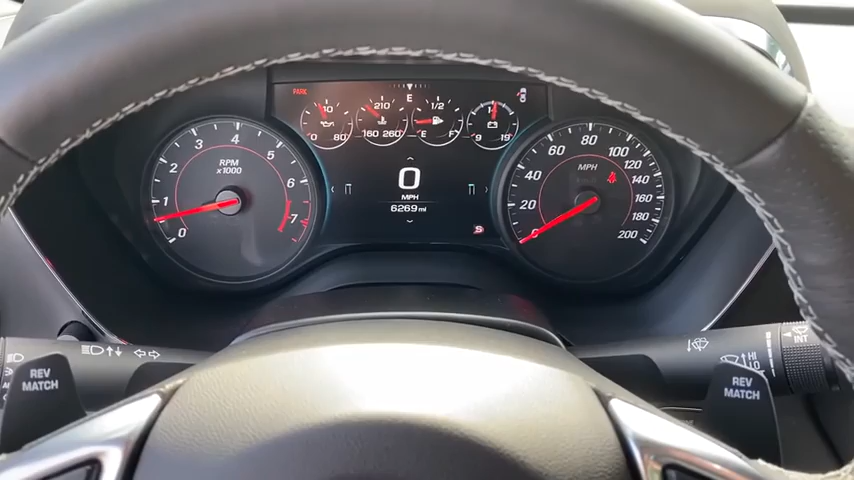 PARK
E
10
0 80
210
160 260
1/2
E F
14
9 19
RPM
x1000
0 1 2 3 4 5 6 7
0
MPH
6269 mi
MPH
0 20 40 60 80 100 120 140 160 180 200
REV
MATCH
INT
HI
LO
REV
MATCH